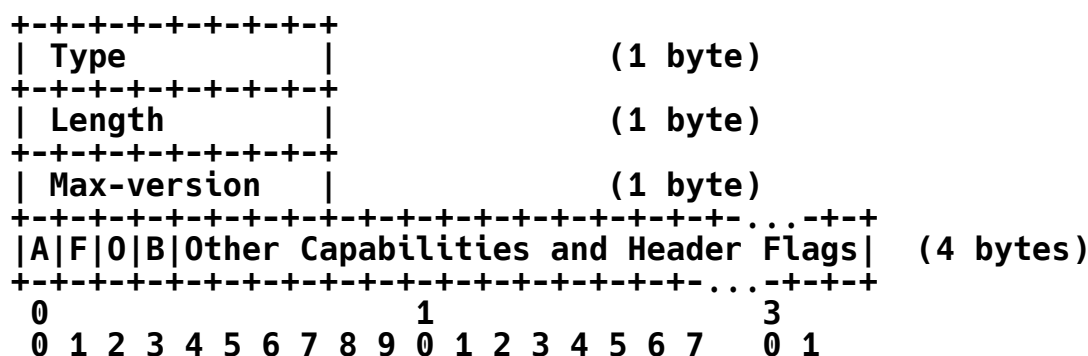 +-+-+-+-+-+-+-+-+
| Type          |              (1 byte)
+-+-+-+-+-+-+-+-+
| Length        |              (1 byte)
+-+-+-+-+-+-+-+-+
| Max-version   |              (1 byte)
+-+-+-+-+-+-+-+-+-+-+-+-+-+-+-+-+-+-+-+-...-+-+
|A|F|O|B|Other Capabilities and Header Flags|  (4 bytes)
+-+-+-+-+-+-+-+-+-+-+-+-+-+-+-+-+-+-+-...-+-+-+
 0                   1                 3
 0 1 2 3 4 5 6 7 8 9 0 1 2 3 4 5 6 7   0 1